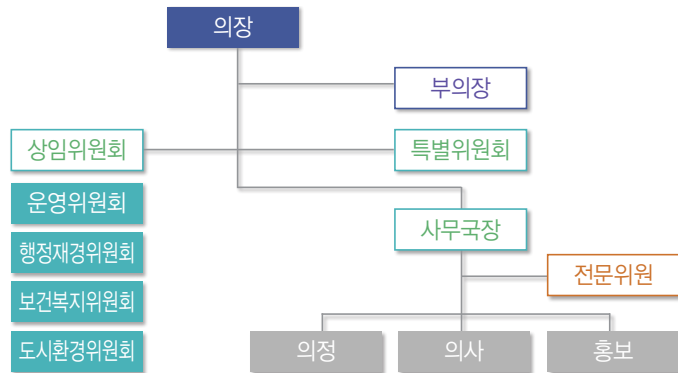 의장
부의장
상임위원회
특별위원회
운영위원회
사무국장
행정재경위원회
전문위원
보건복지위원회
도시환경위원회
의정
의사
홍보